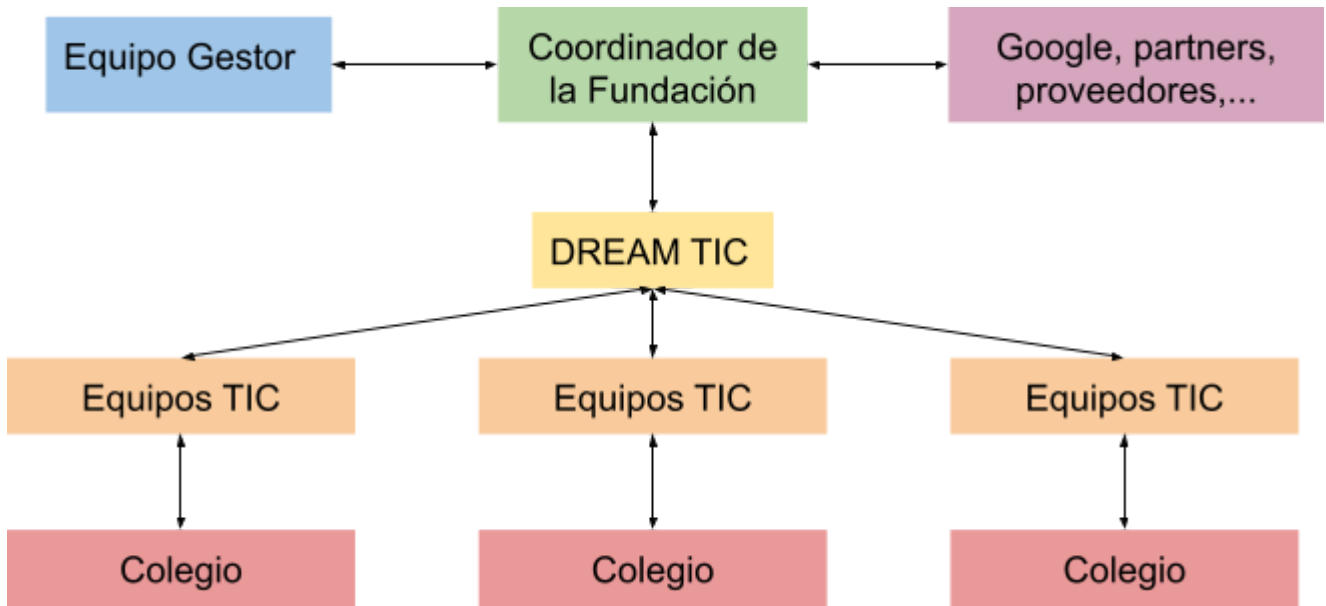 Equipo Gestor
Coordinador de
la Fundación
Google, partners,
proveedores,...
DREAM TIC
Equipos TIC
Equipos TIC
Equipos TIC
Colegio
Colegio
Colegio